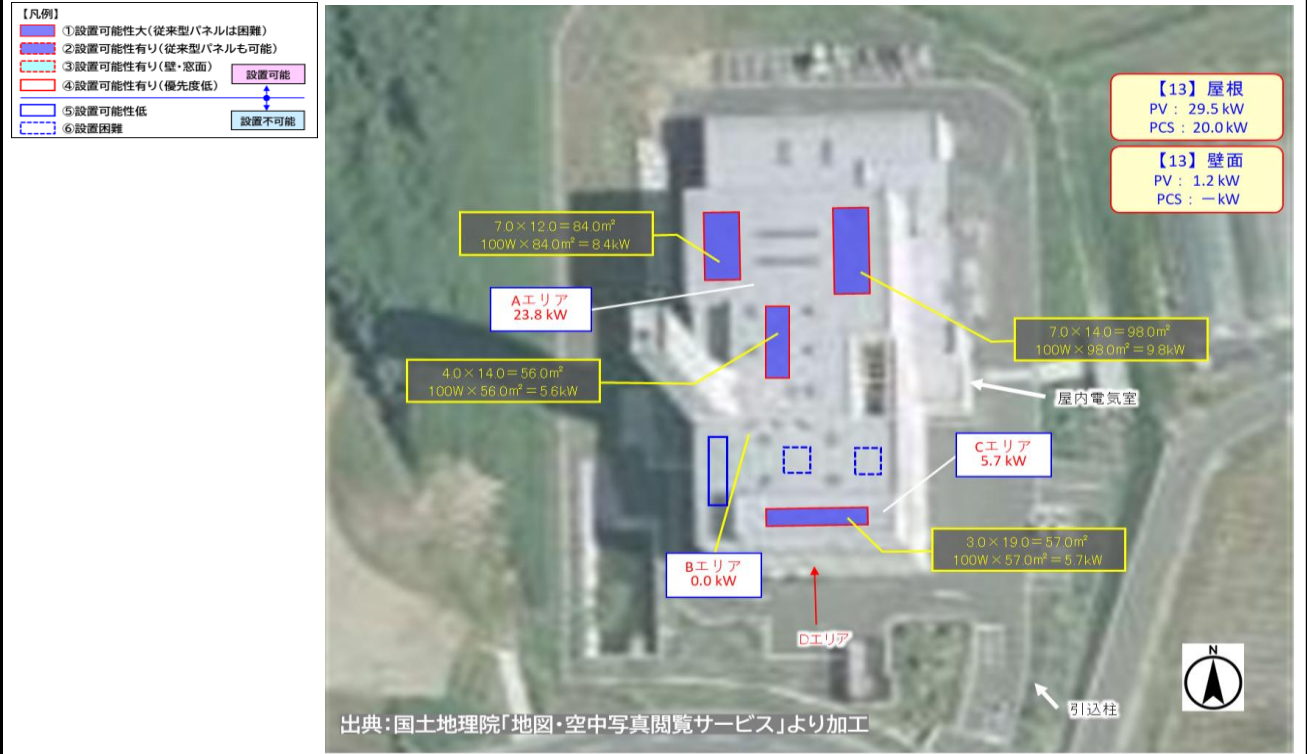 【凡例】
①設置可能性大(従来型パネルは困難)
②設置可能性有り(従来型パネルも可能)
③設置可能性有り(壁・窓面)
④設置可能性有り(優先度低)
設置可能
⑤設置可能性低
⑥設置困難
設置不可能
【13】屋根
PV : 29.5 kW
PCS : 20.0 kW
【13】壁面
PV : 1.2 kW
PCS : ーkW
7.0×12.0=84.0m²
100W×84.0m²=8.4kW
Aエリア
23.8 kW
7.0×14.0=98.0m²
100W×98.0m²=9.8kW
4.0×14.0=56.0m²
100W×56.0m²=5.6kW
屋内電気室
Cエリア
5.7 kW
3.0×19.0=57.0m²
100W×57.0m²=5.7kW
Bエリア
0.0 kW
Dエリア
N
引込柱
出典:国土地理院「地図・空中写真閲覧サービス」より加工